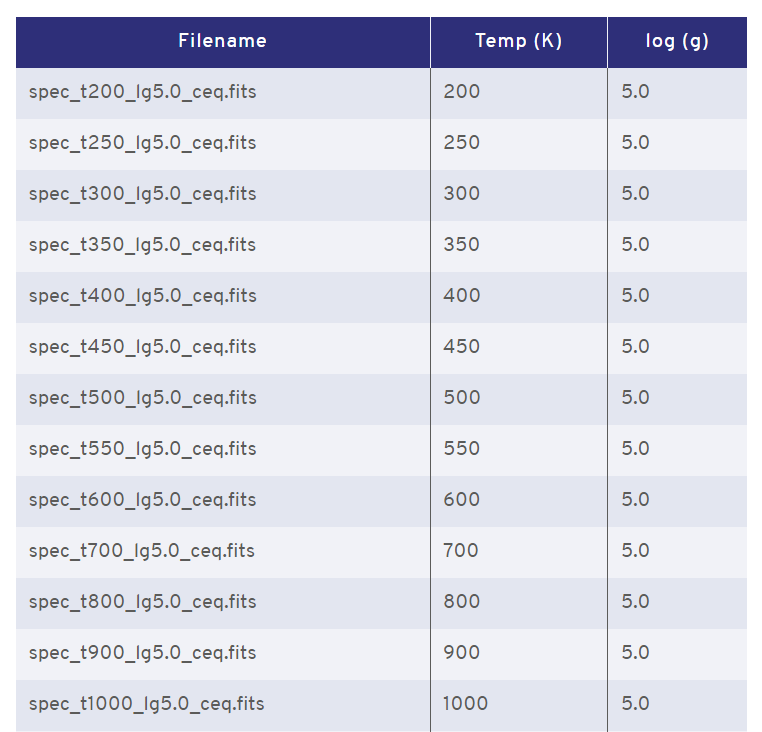 Filename Temp (K) log (g)
spec_t200_lg5.0_ceq.fits 200 5.0
spec_t250_lg5.0_ceq.fits 250 5.0
spec_t300_lg5.0_ceq.fits 300 5.0
spec_t350_lg5.0_ceq.fits 350 5.0
spec_t400_lg5.0_ceq.fits 400 5.0
spec_t450_lg5.0_ceq.fits 450 5.0
spec_t500_lg5.0_ceq.fits 500 5.0
spec_t550_lg5.0_ceq.fits 550 5.0
spec_t600_lg5.0_ceq.fits 600 5.0
spec_t700_lg5.0_ceq.fits 700 5.0
spec_t800_lg5.0_ceq.fits 800 5.0
spec_t900_lg5.0_ceq.fits 900 5.0
spec_t1000_lg5.0_ceq.fits 1000 5.0